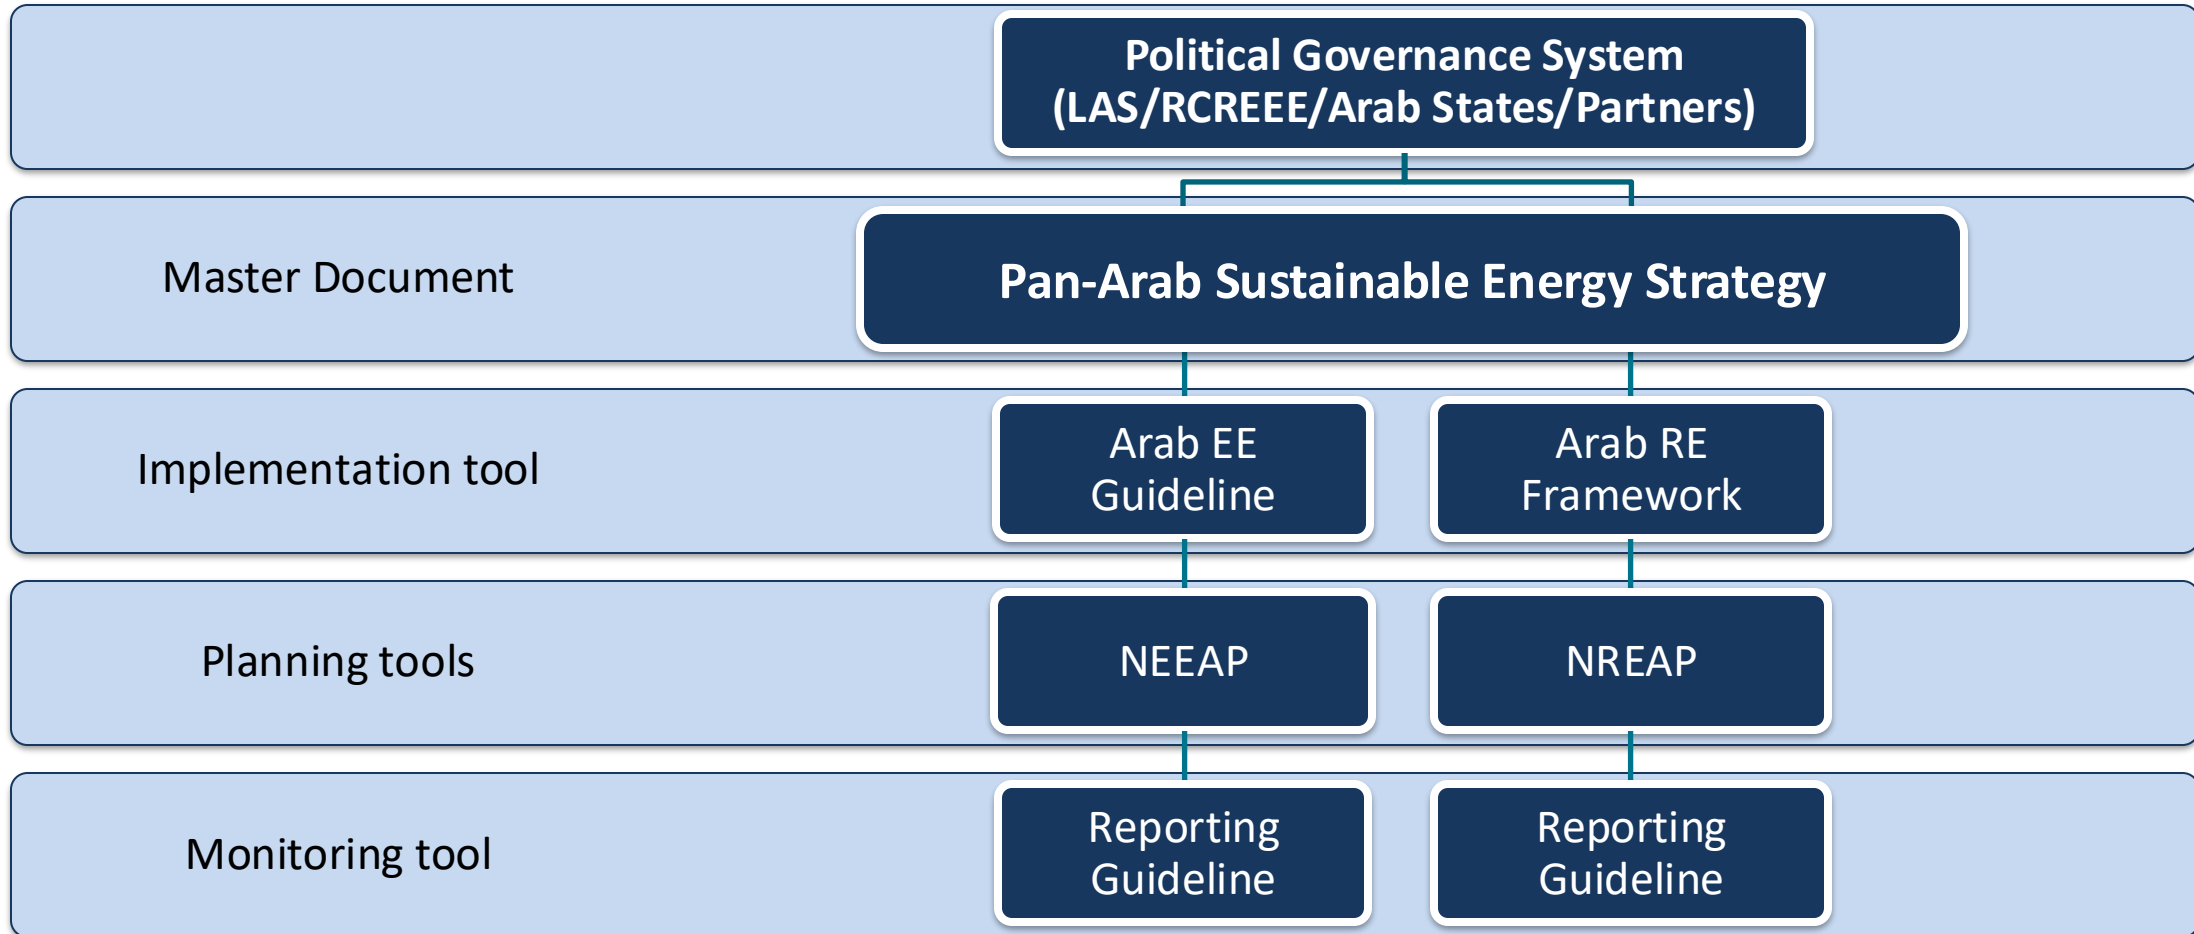 Political Governance System
(LAS/RCREEE/Arab States/Partners)
Master Document
Pan-Arab Sustainable Energy Strategy
Implementation tool
Arab EE
Guideline
Arab RE
Framework
Planning tools
NEEAP
NREAP
Monitoring tool
Reporting
Guideline
Reporting
Guideline